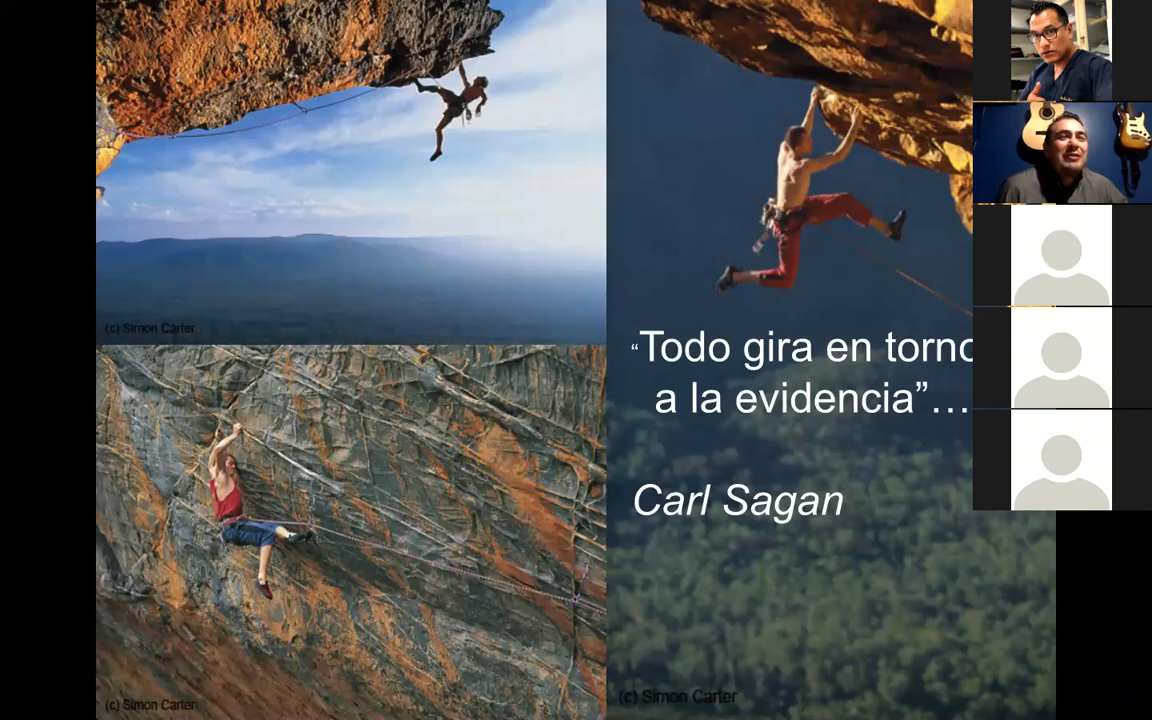 (c) Simon Carter
“Todo gira en torno
a la evidencia”…
Carl Sagan
(c) Simon Carter
(c) Simon Carter